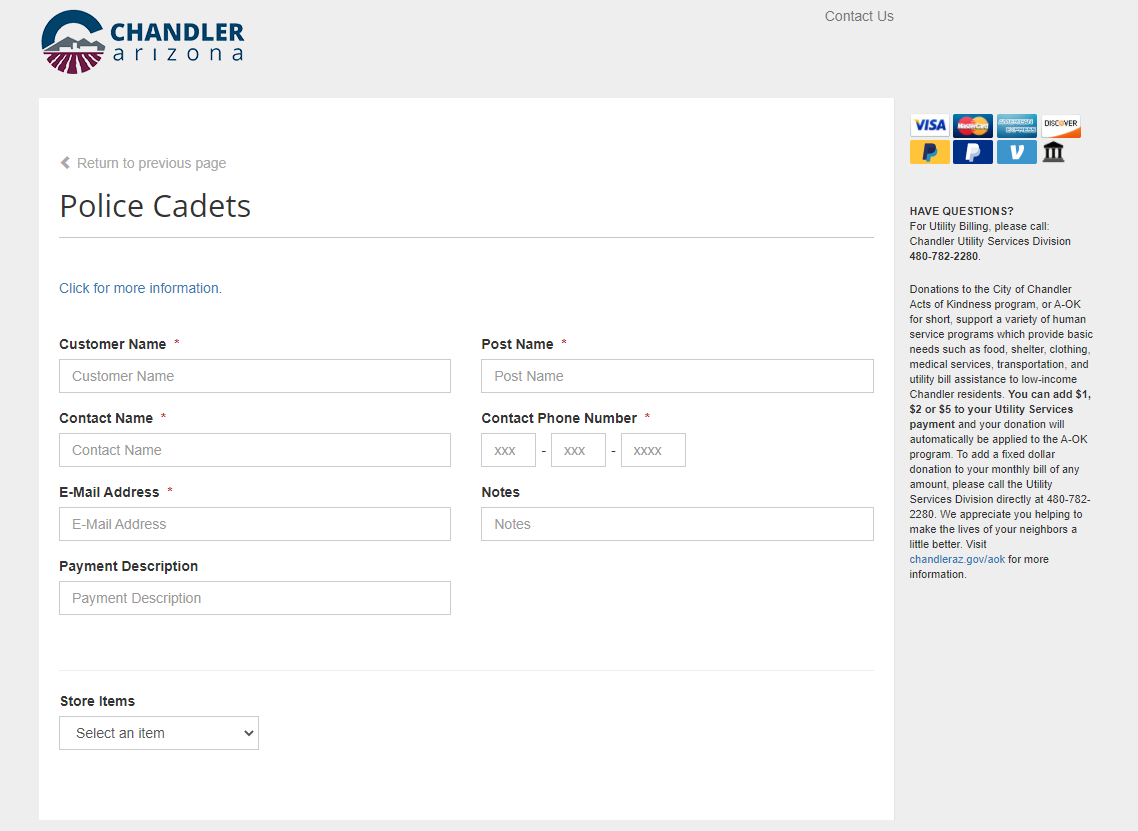 CHANDLER
arizona
Contact Us
Return to previous page
Police Cadets
Click for more information.
Customer Name *
Post Name *
Customer Name
Post Name
Contact Name *
Contact Phone Number *
Contact Name
xxx - xxx - xxxx
E-Mail Address *
Notes
E-Mail Address
Notes
Payment Description
Payment Description
Store Items
Select an item
VISA MasterCard AMERICAN EXPRESS DISCOVER
HAVE QUESTIONS?
For Utility Billing, please call:
Chandler Utility Services Division
480-782-2280.
Donations to the City of Chandler
Acts of Kindness program, or A-OK
for short, support a variety of human
service programs which provide basic
needs such as food, shelter, clothing,
medical services, transportation, and
utility bill assistance to low-income
Chandler residents. You can add $1,
$2 or $5 to your Utility Services
payment and your donation will
automatically be applied to the A-OK
program. To add a fixed dollar
donation to your monthly bill of any
amount, please call the Utility
Services Division directly at 480-782-
2280. We appreciate you helping to
make the lives of your neighbors a
little better. Visit
chandleraz.gov/aok for more
information.